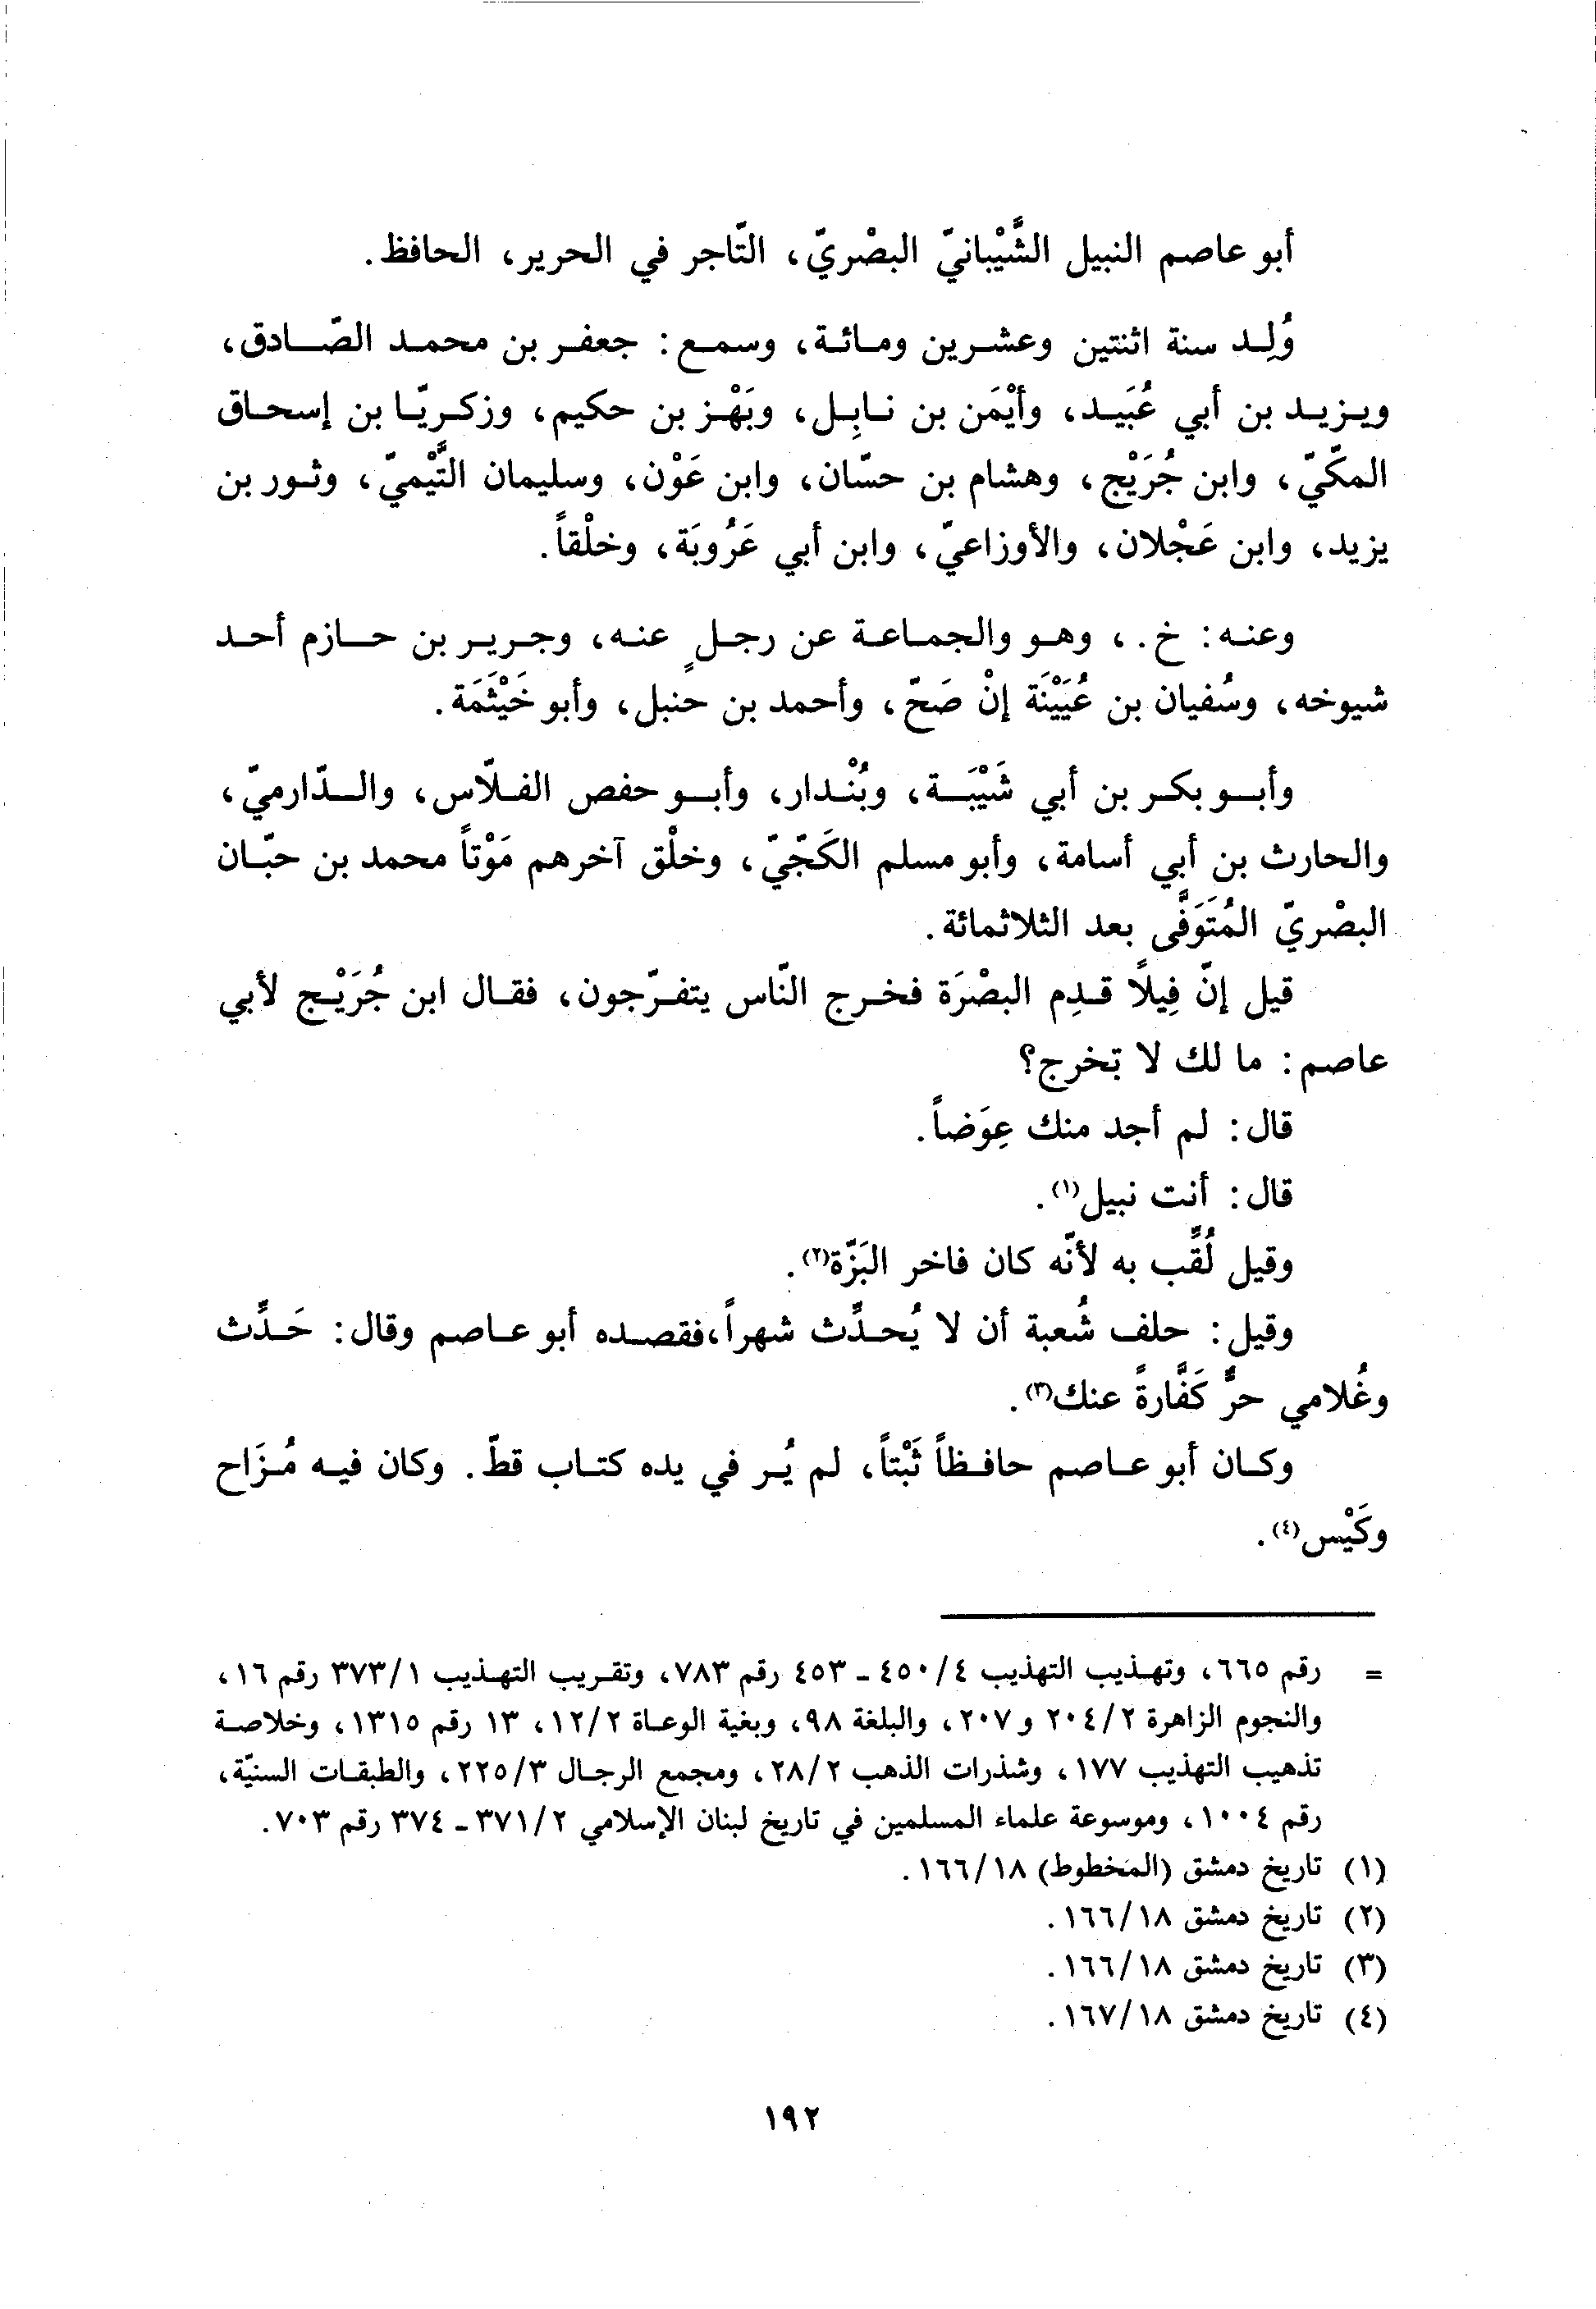 أبو عاصم النبيل الشَّيْبانيّ البصْريّ، التّاجر في الحرير، الحافظ.
وُلِد سنة اثنتين وعشرين ومائة، وسمع: جعفر بن محمد الصّادق،
ويزيد بن أبي عُبَيد، وأيْمَن بن نابِل، وبَهْز بن حكيم، وزكريّا بن إسحاق
المكّيّ، وابن جُرَيْج، وهشام بن حسّان، وابن عَوْن، وسليمان التَّيْميّ، وثور بن
يزيد، وابن عَجْلان، والأوزاعيّ، وابن أبي عَرُوبَة، وخلْقاً.
وعنه: خ.، وهو والجماعة عن رجلٍ عنه، وجرير بن حازم أحد
شيوخه، وسُفيان بن عُيَيْنَة إنْ صَحّ، وأحمد بن حنبل، وأبو خَيْثَمَة.
وأبو بكر بن أبي شَيْبَة، وبُنْدار، وأبو حفص الفلّاس، والدّارميّ،
والحارث بن أبي أسامة، وأبو مسلم الكَجّيّ، وخلْق آخرهم مَوْتاً محمد بن حبّان
البصْريّ المُتَوَفَّى بعد الثلاثمائة.
قيل إنّ فِيلًا قدِم البصْرَة فخرج النّاس يتفرّجون، فقال ابن جُرَيْج لأبي
عاصم: ما لك لا تخرج؟
قال: لم أجد منك عِوَضاً.
قال: أنت نبيل(١).
وقيل لُقِّب به لأنّه كان فاخر البَزّة(٢).
وقيل: حلف شُعبة أن لا يُحدِّث شهراً، فقصده أبو عاصم وقال: حَدِّث
وغُلامي حرٌّ كَفَّارةً عنك(٣).
وكان أبو عاصم حافظاً ثَبْتاً، لم يُر في يده كتاب قطّ. وكان فيه مُزَاح
وكَيْس(٤).
= رقم ٦٦٥، وتهذيب التهذيب ٤/٤٥٠ - ٤٥٣ رقم ٧٨٣، وتقريب التهذيب ١/٣٧٣ رقم ١٦،
والنجوم الزاهرة ٢/٢٠٤ و٢٠٧، والبلغة ٩٨، وبغية الوعاة ٢/١٢، ١٣ رقم ١٣١٥، وخلاصة
تذهيب التهذيب ١٧٧، وشذرات الذهب ٢/٢٨، ومجمع الرجال ٣/٢٢٥، والطبقات السنيّة،
رقم ١٠٠٤، وموسوعة علماء المسلمين في تاريخ لبنان الإسلامي ٢/٣٧١ - ٣٧٤ رقم ٧٠٣.
(١) تاريخ دمشق (المخطوط) ١٨/١٦٦.
(٢) تاريخ دمشق ١٨/١٦٦.
(٣) تاريخ دمشق ١٨/١٦٦.
(٤) تاريخ دمشق ١٨/١٦٧.
١٩٢